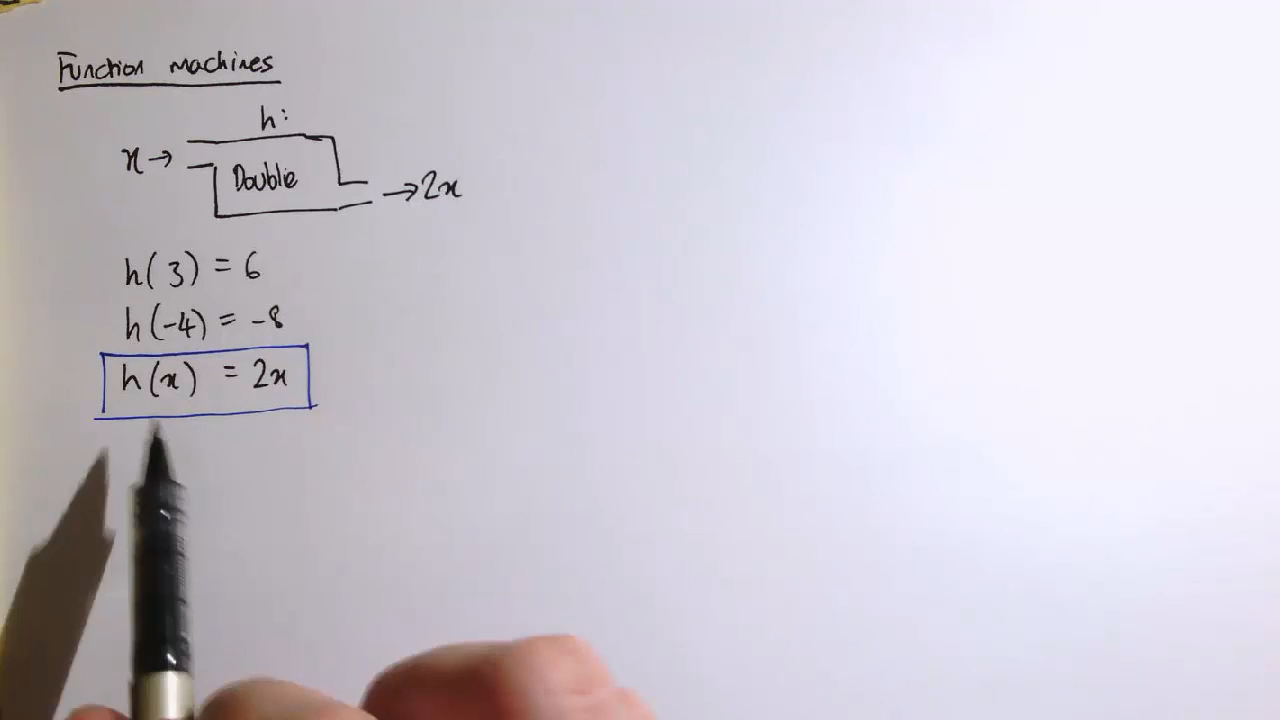 Function machines
h:
x → Double → 2x
h(3) = 6
h(-4) = -8
h(x) = 2x